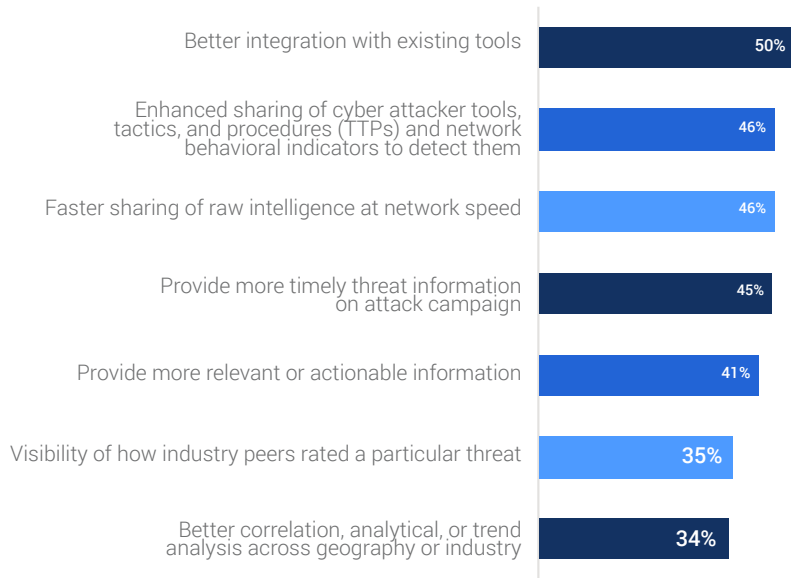 Better integration with existing tools
50%
Enhanced sharing of cyber attacker tools,
tactics, and procedures (TTPs) and network
behavioral indicators to detect them
46%
Faster sharing of raw intelligence at network speed
46%
Provide more timely threat information
on attack campaign
45%
Provide more relevant or actionable information
41%
Visibility of how industry peers rated a particular threat
35%
Better correlation, analytical, or trend
analysis across geography or industry
34%